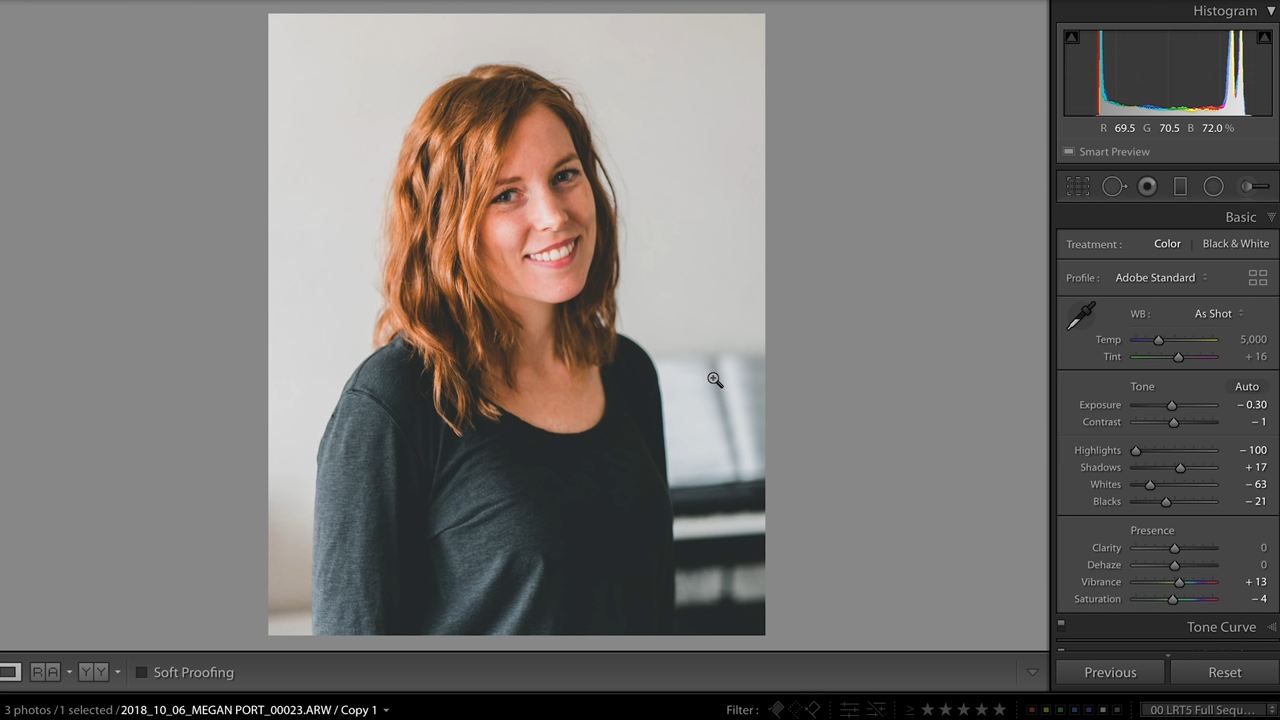 Histogram
R 69.5 G 70.5 B 72.0 %
Smart Preview
Basic
Treatment : Color Black & White
Profile : Adobe Standard
WB : As Shot
Temp 5,000
Tint + 16
Tone Auto
Exposure − 0.30
Contrast − 1
Highlights − 100
Shadows + 17
Whites − 63
Blacks − 21
Presence
Clarity 0
Dehaze 0
Vibrance + 13
Saturation − 4
Tone Curve
R A Y Y Soft Proofing Previous Reset
3 photos / 1 selected / 2018_10_06_MEGAN PORT_00023.ARW / Copy 1 Filter : ≥ 00 LRT5 Full Sequ...